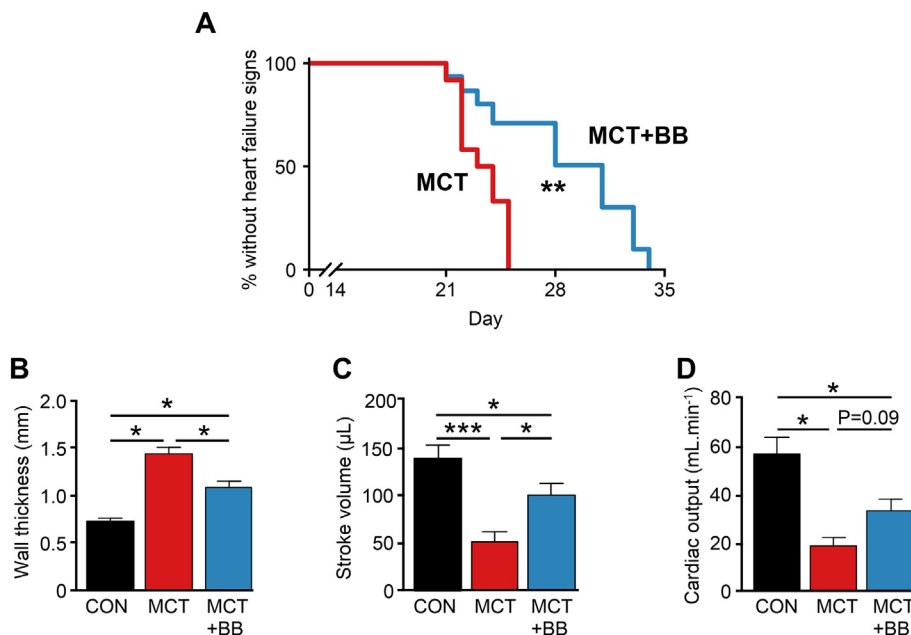 A
% without heart failure signs
100
50
0
MCT
MCT+BB
**
0 14 21 28 35
Day
B
Wall thickness (mm)
2.0
1.5
1.0
0.5
0
*
* *
CON MCT MCT
+BB
C
Stroke volume (µL)
200
150
100
50
0
*
*** *
CON MCT MCT
+BB
D
Cardiac output (mL.min⁻¹)
80
60
40
20
0
*
* P=0.09
CON MCT MCT
+BB